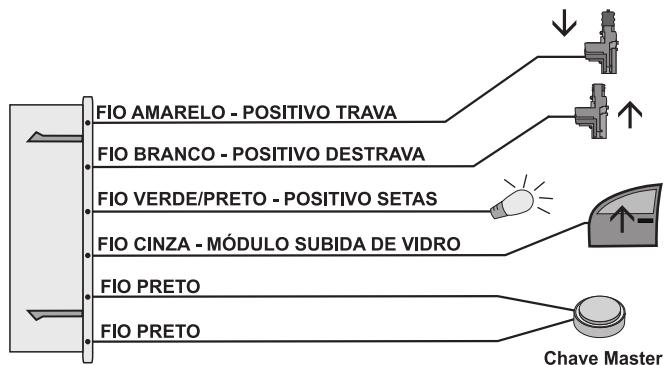 FIO AMARELO - POSITIVO TRAVA
FIO BRANCO - POSITIVO DESTRAVA
FIO VERDE/PRETO - POSITIVO SETAS
FIO CINZA - MÓDULO SUBIDA DE VIDRO
FIO PRETO
FIO PRETO
Chave Master